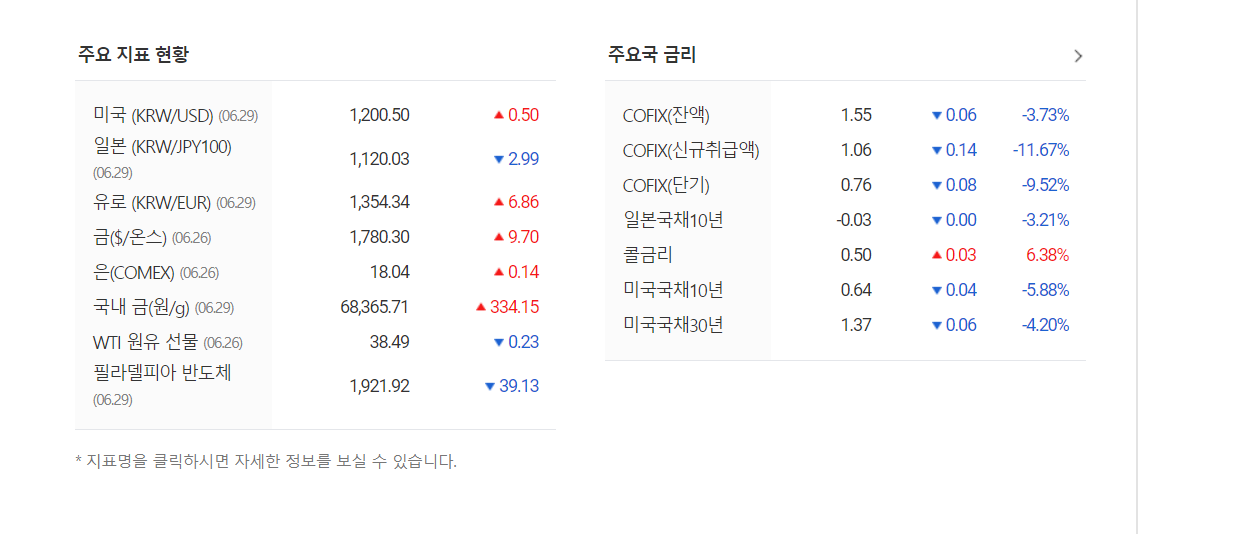 주요 지표 현황
미국 (KRW/USD) (06.29) 1,200.50 ▲ 0.50
일본 (KRW/JPY100)
(06.29) 1,120.03 ▼ 2.99
유로 (KRW/EUR) (06.29) 1,354.34 ▲ 6.86
금($/온스) (06.26) 1,780.30 ▲ 9.70
은(COMEX) (06.26) 18.04 ▲ 0.14
국내 금(원/g) (06.29) 68,365.71 ▲ 334.15
WTI 원유 선물 (06.26) 38.49 ▼ 0.23
필라델피아 반도체
(06.29) 1,921.92 ▼ 39.13
* 지표명을 클릭하시면 자세한 정보를 보실 수 있습니다.
주요국 금리
COFIX(잔액) 1.55 ▼ 0.06 -3.73%
COFIX(신규취급액) 1.06 ▼ 0.14 -11.67%
COFIX(단기) 0.76 ▼ 0.08 -9.52%
일본국채10년 -0.03 ▼ 0.00 -3.21%
콜금리 0.50 ▲ 0.03 6.38%
미국국채10년 0.64 ▼ 0.04 -5.88%
미국국채30년 1.37 ▼ 0.06 -4.20%